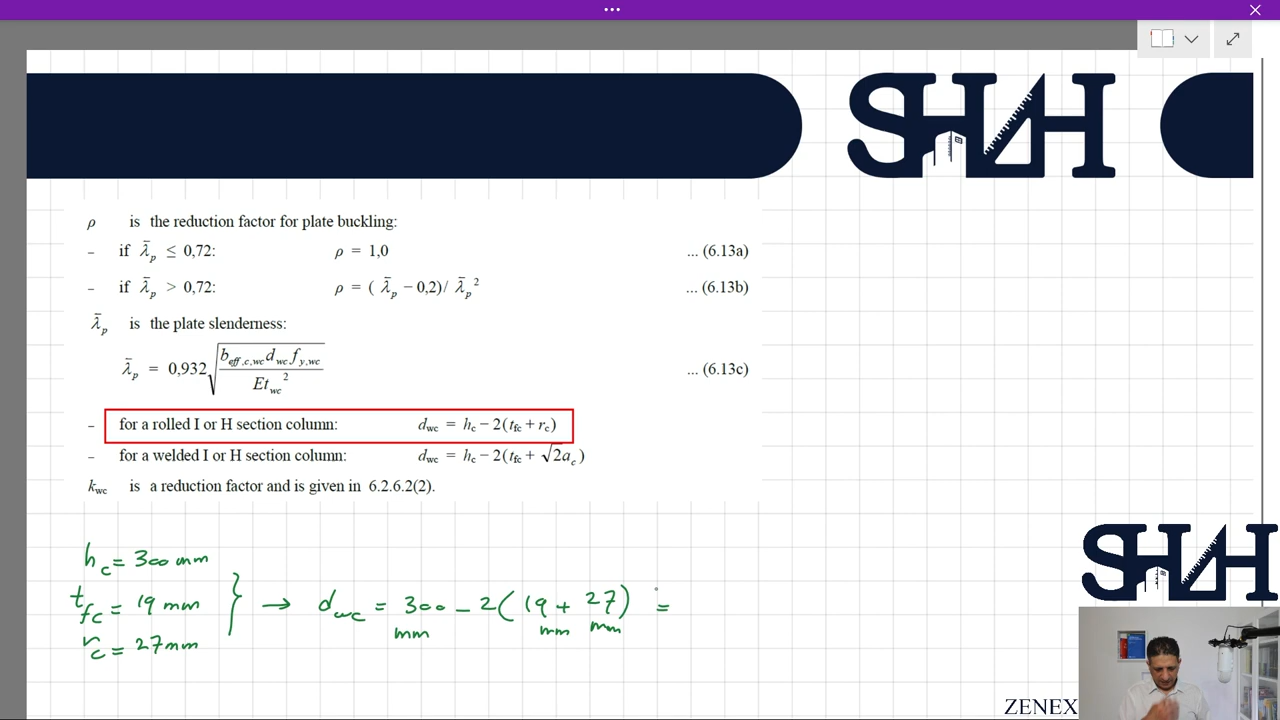 SHAH
ρ is the reduction factor for plate buckling:
– if λ̄p ≤ 0,72: ρ = 1,0 ... (6.13a)
– if λ̄p > 0,72: ρ = ( λ̄p − 0,2)/ λ̄p² ... (6.13b)
λ̄p is the plate slenderness:
λ̄p = 0,932 √(beff,c,wc dwc fy,wc / Etwc²) ... (6.13c)
– for a rolled I or H section column: dwc = hc − 2(tfc + rc)
– for a welded I or H section column: dwc = hc − 2(tfc + √2ac)
kwc is a reduction factor and is given in 6.2.6.2(2).
SHAH
hc = 300 mm
tfc = 19 mm
rc = 27 mm
} → dwc = 300 − 2(19 + 27) =
mm mm mm
ZENEX